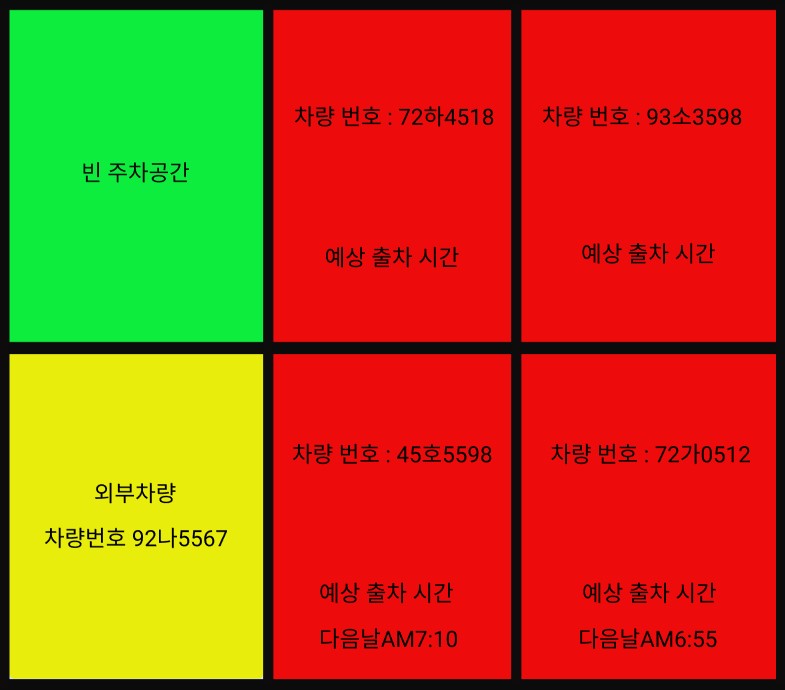 빈 주차공간
차량 번호 : 72하4518
예상 출차 시간
차량 번호 : 93소3598
예상 출차 시간
외부차량
차량번호 92나5567
차량 번호 : 45호5598
예상 출차 시간
다음날AM7:10
차량 번호 : 72가0512
예상 출차 시간
다음날AM6:55